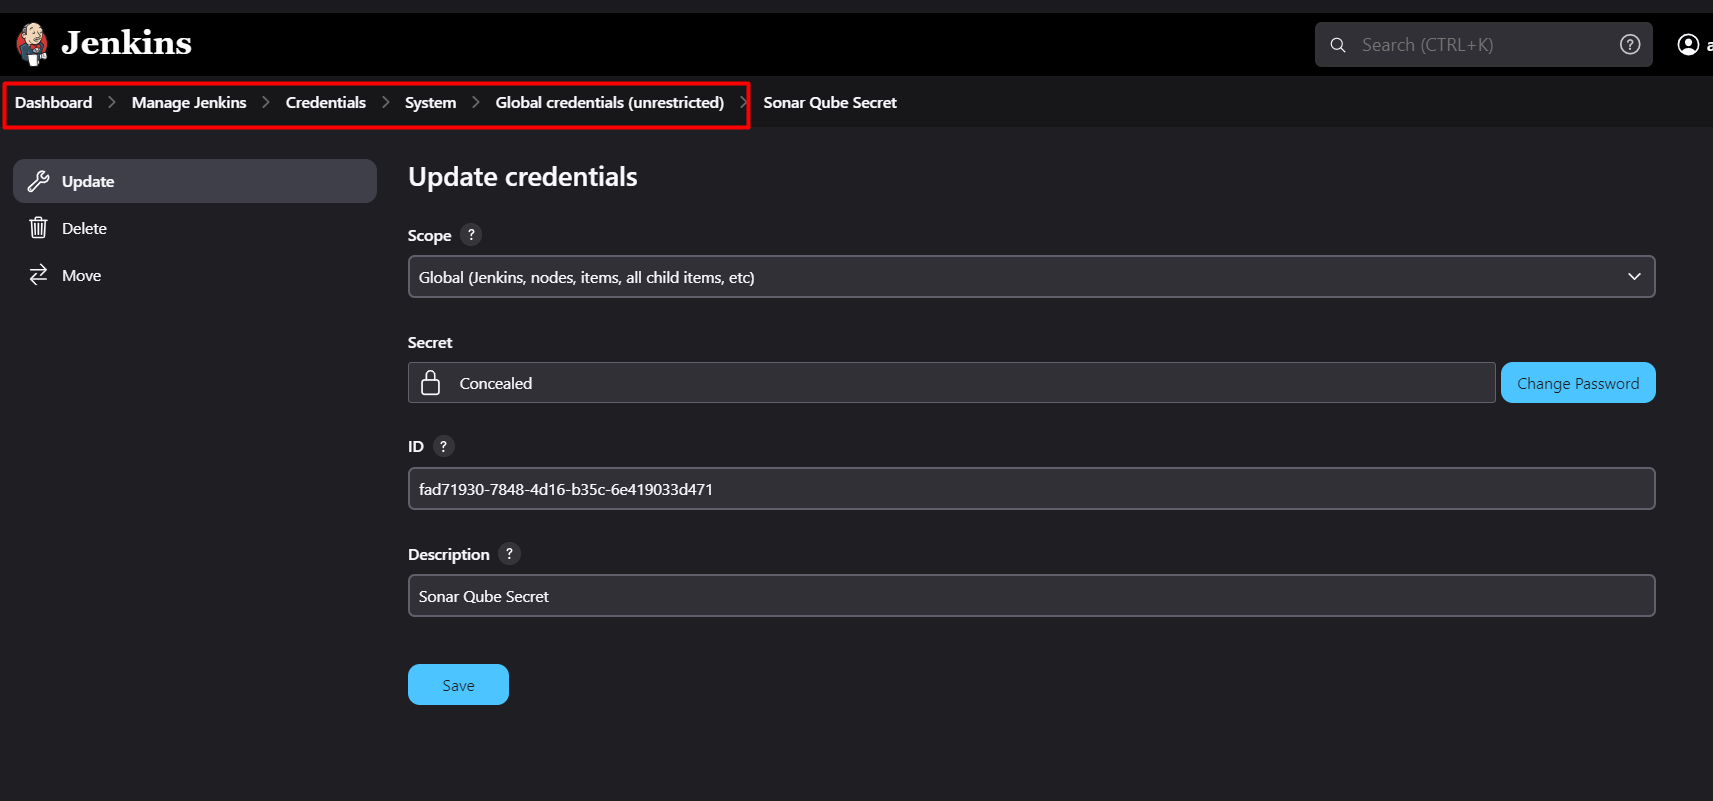 Jenkins
Search (CTRL+K)
?
a
Dashboard > Manage Jenkins > Credentials > System > Global credentials (unrestricted) > Sonar Qube Secret
Update
Delete
Move
Update credentials
Scope ?
Global (Jenkins, nodes, items, all child items, etc)
Secret
Concealed
Change Password
ID ?
fad71930-7848-4d16-b35c-6e419033d471
Description ?
Sonar Qube Secret
Save